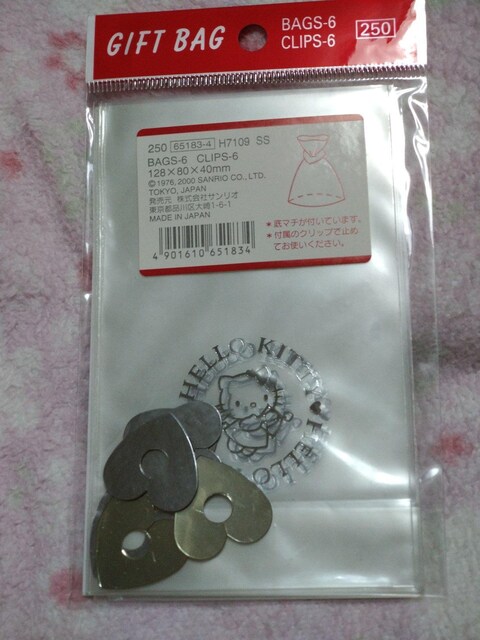 GIFT BAG
BAGS-6
CLIPS-6
250
250 65183-4 H7109 SS
BAGS-6 CLIPS-6
128×80×40mm
©1976, 2000 SANRIO CO., LTD.
TOKYO, JAPAN
発売元 株式会社サンリオ
東京都品川区大崎1-6-1
MADE IN JAPAN
4 901610 651834
* 底マチが付いています。
* 付属のクリップで止め
てお使いください。
HELLO KITTY
HELLO